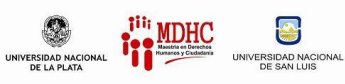 UNIVERSIDAD NACIONAL
DE LA PLATA
MDHC
Maestría en Derechos
Humanos y Ciudadanía
UNIVERSIDAD NACIONAL
DE SAN LUIS